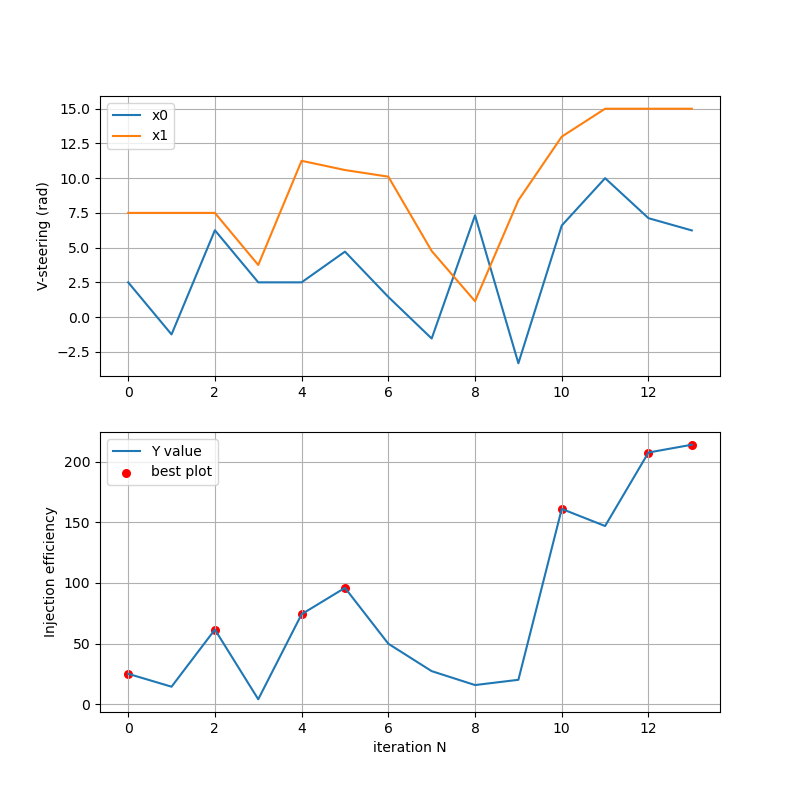 15.0
12.5
10.0
7.5
5.0
2.5
0.0
−2.5
V-steering (rad)
x0
x1
0 2 4 6 8 10 12
200
150
100
50
0
Injection efficiency
Y value
best plot
0 2 4 6 8 10 12
iteration N